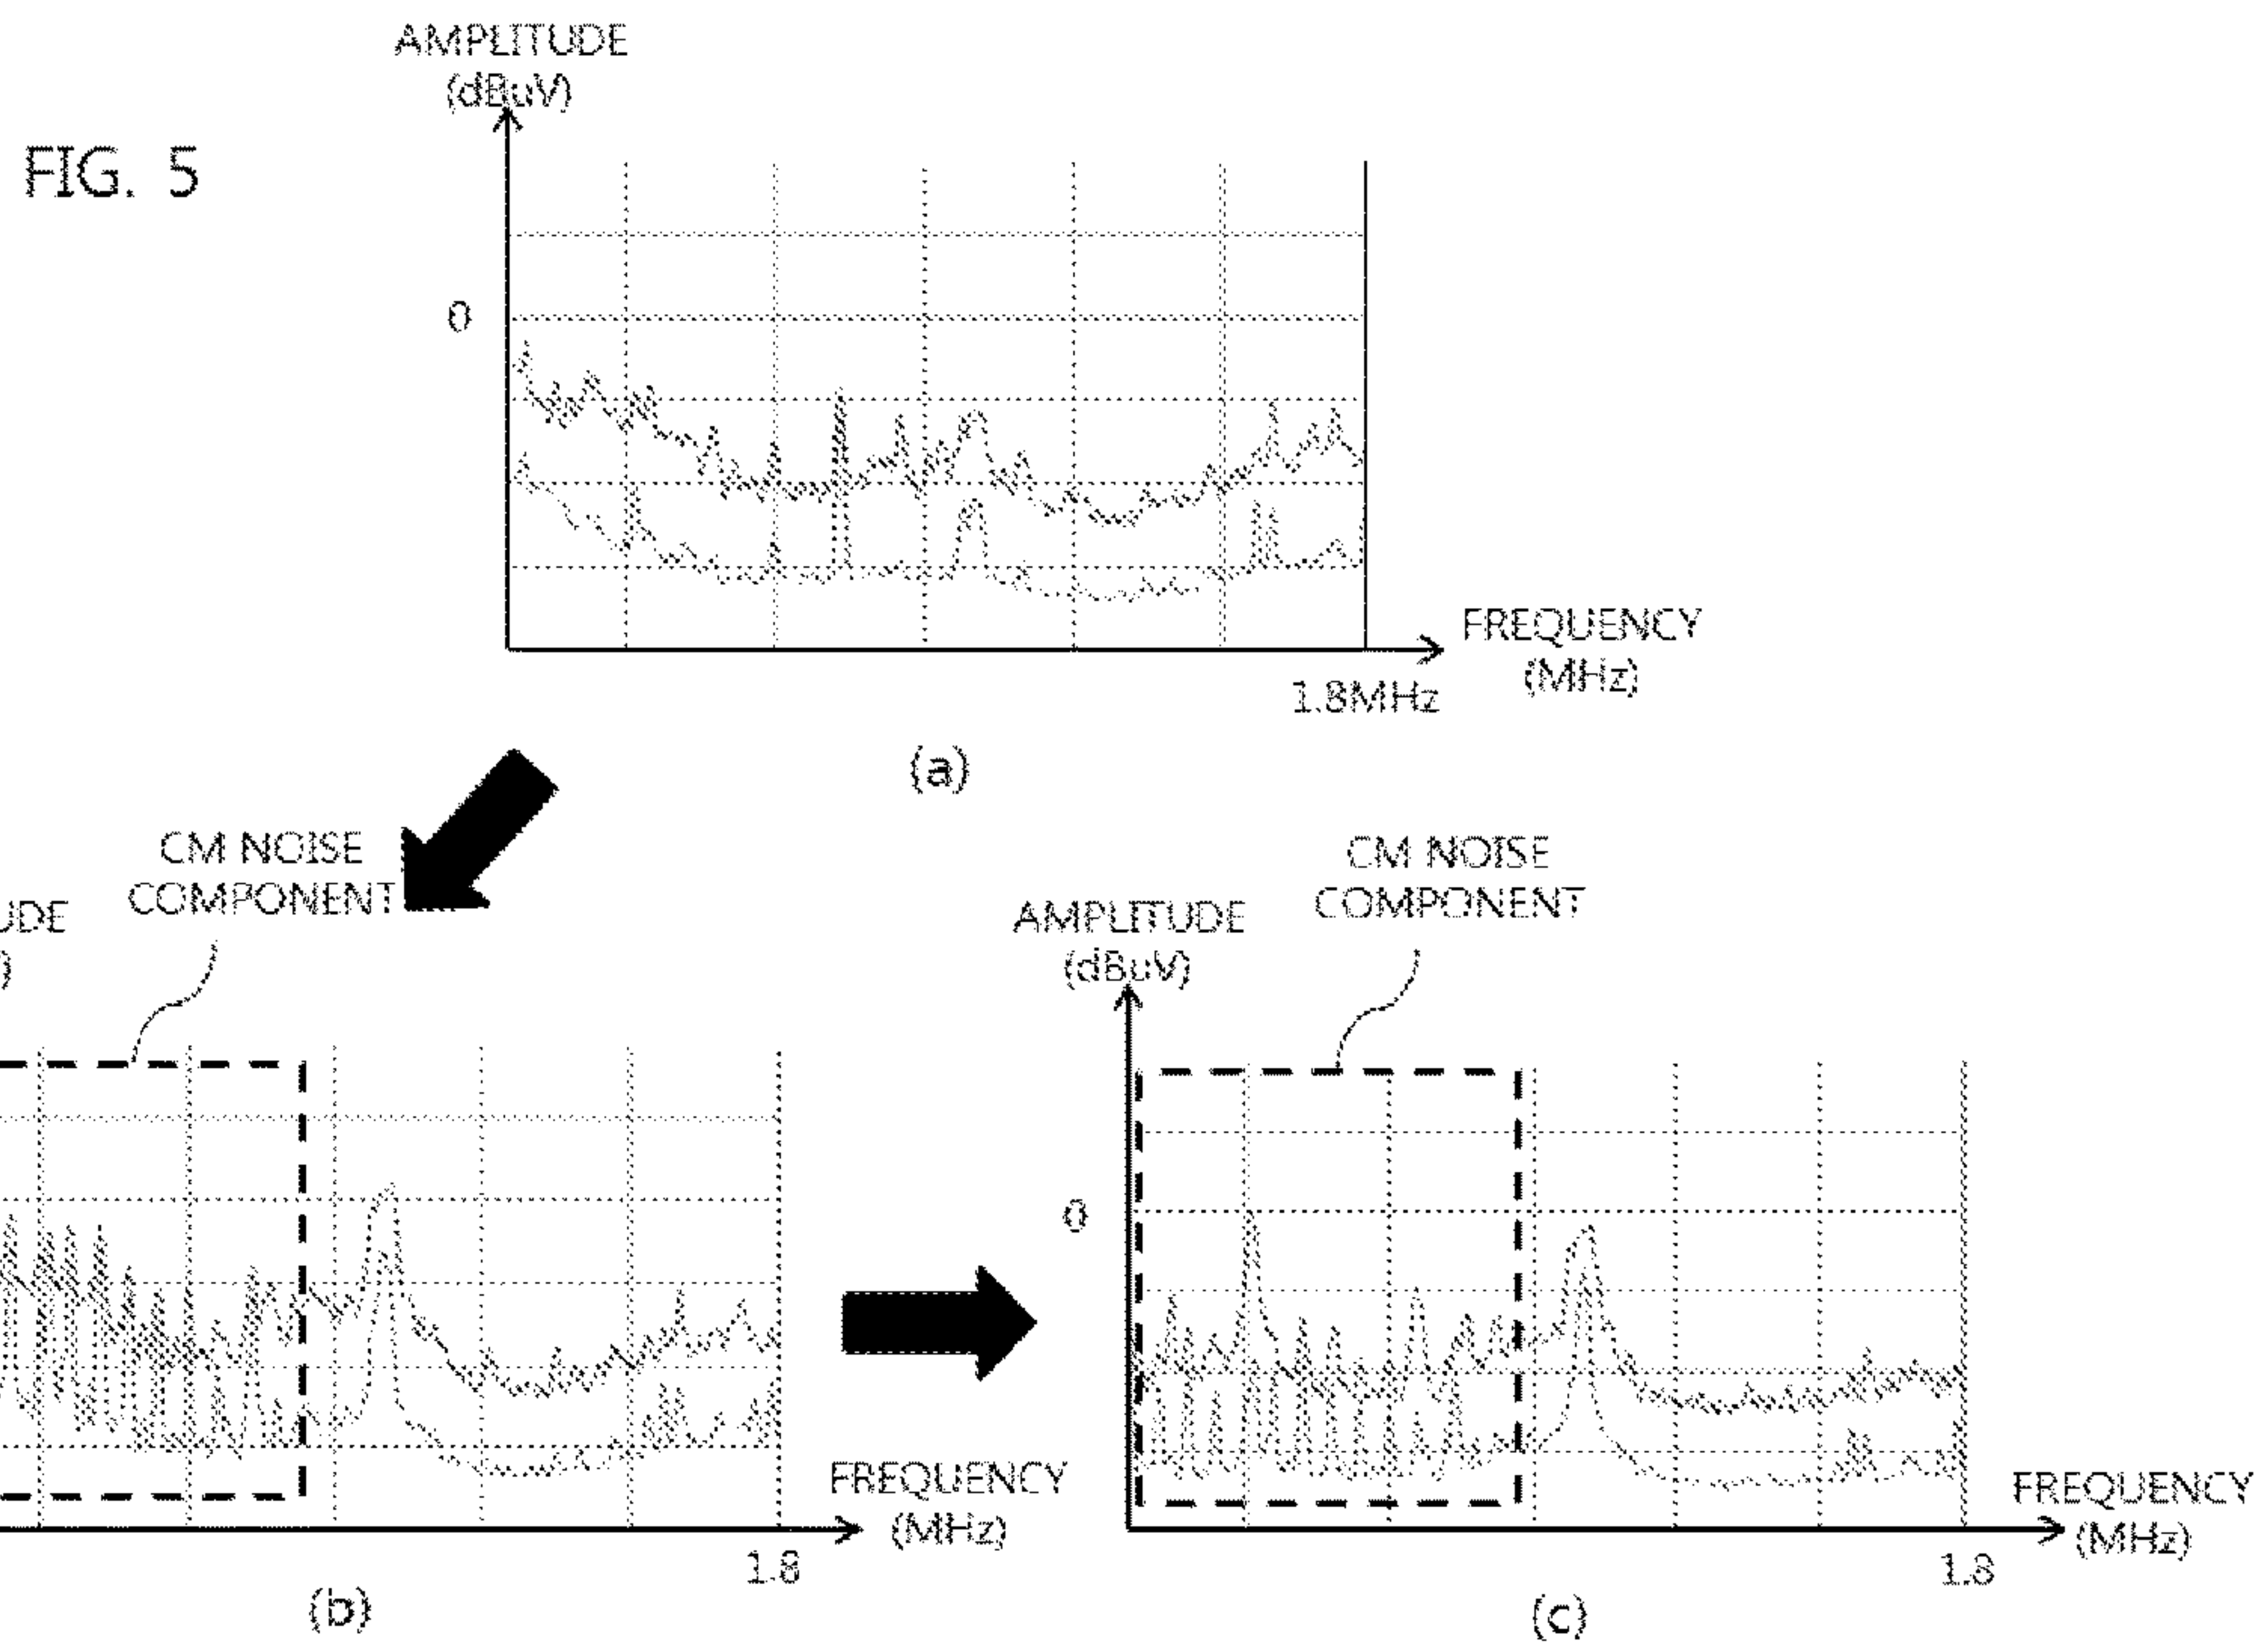 FIG. 5
AMPLITUDE
(dBuV)
0
FREQUENCY
(MHz)
1.8MHz
(a)
CM NOISE
COMPONENT
UDE
)
FREQUENCY
(MHz)
1.8
(b)
CM NOISE
COMPONENT
AMPLITUDE
(dBuV)
0
FREQUENCY
(MHz)
1.8
(c)